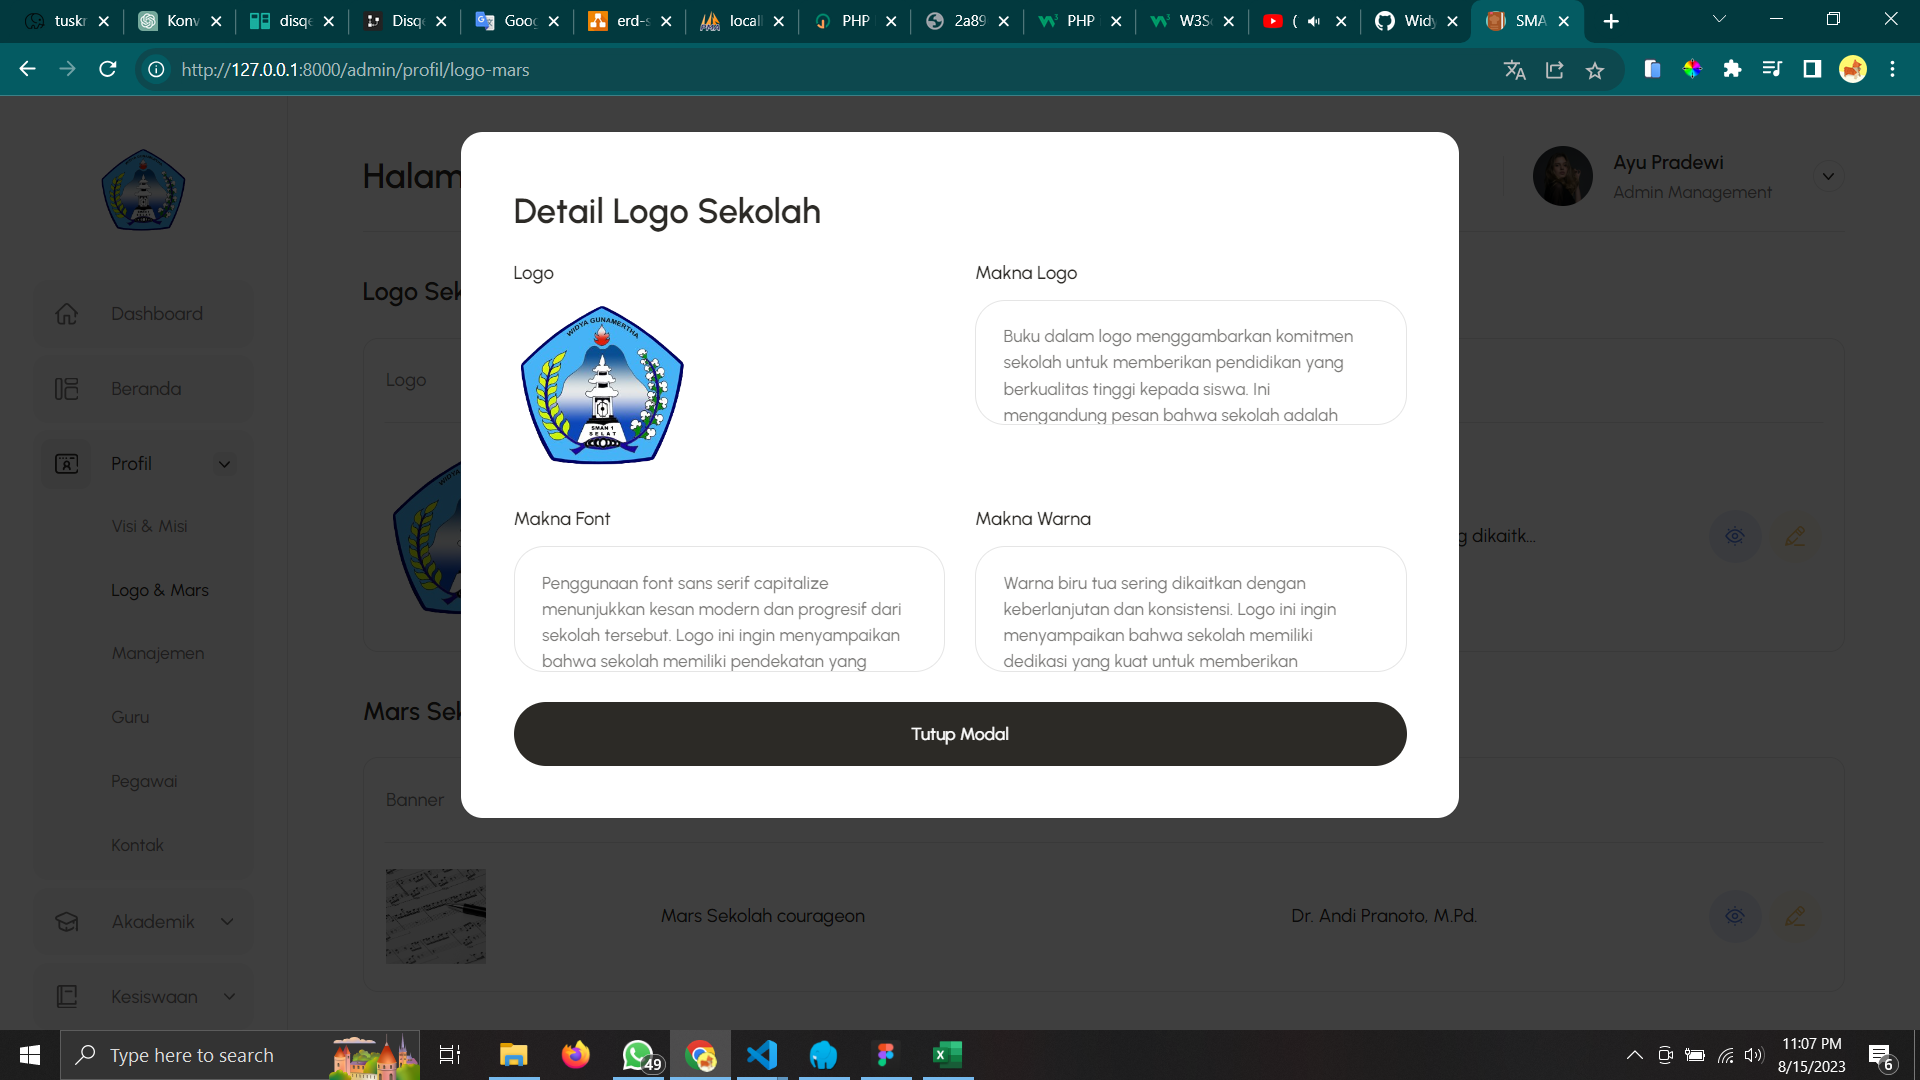 tuskr
Konv
disqe
Disqe
Goog
erd-s
locall
PHP
2a89
PHP
W3S
(
Widy
SMA
http://127.0.0.1:8000/admin/profil/logo-mars
Halam
Ayu Pradewi
Admin Management
Dashboard
Beranda
Profil
Visi & Misi
Logo & Mars
Manajemen
Guru
Pegawai
Kontak
Akademik
Kesiswaan
Logo Sek
Logo
g dikaitk...
Mars Sek
Banner
Mars Sekolah courageon
Dr. Andi Pranoto, M.Pd.
Detail Logo Sekolah
Logo
WIDYA GUNAMERTHA
SMAN 1
SELAT
Makna Logo
Buku dalam logo menggambarkan komitmen
sekolah untuk memberikan pendidikan yang
berkualitas tinggi kepada siswa. Ini
mengandung pesan bahwa sekolah adalah
Makna Font
Penggunaan font sans serif capitalize
menunjukkan kesan modern dan progresif dari
sekolah tersebut. Logo ini ingin menyampaikan
bahwa sekolah memiliki pendekatan yang
Makna Warna
Warna biru tua sering dikaitkan dengan
keberlanjutan dan konsistensi. Logo ini ingin
menyampaikan bahwa sekolah memiliki
dedikasi yang kuat untuk memberikan
Tutup Modal
Type here to search
49
11:07 PM
8/15/2023
6